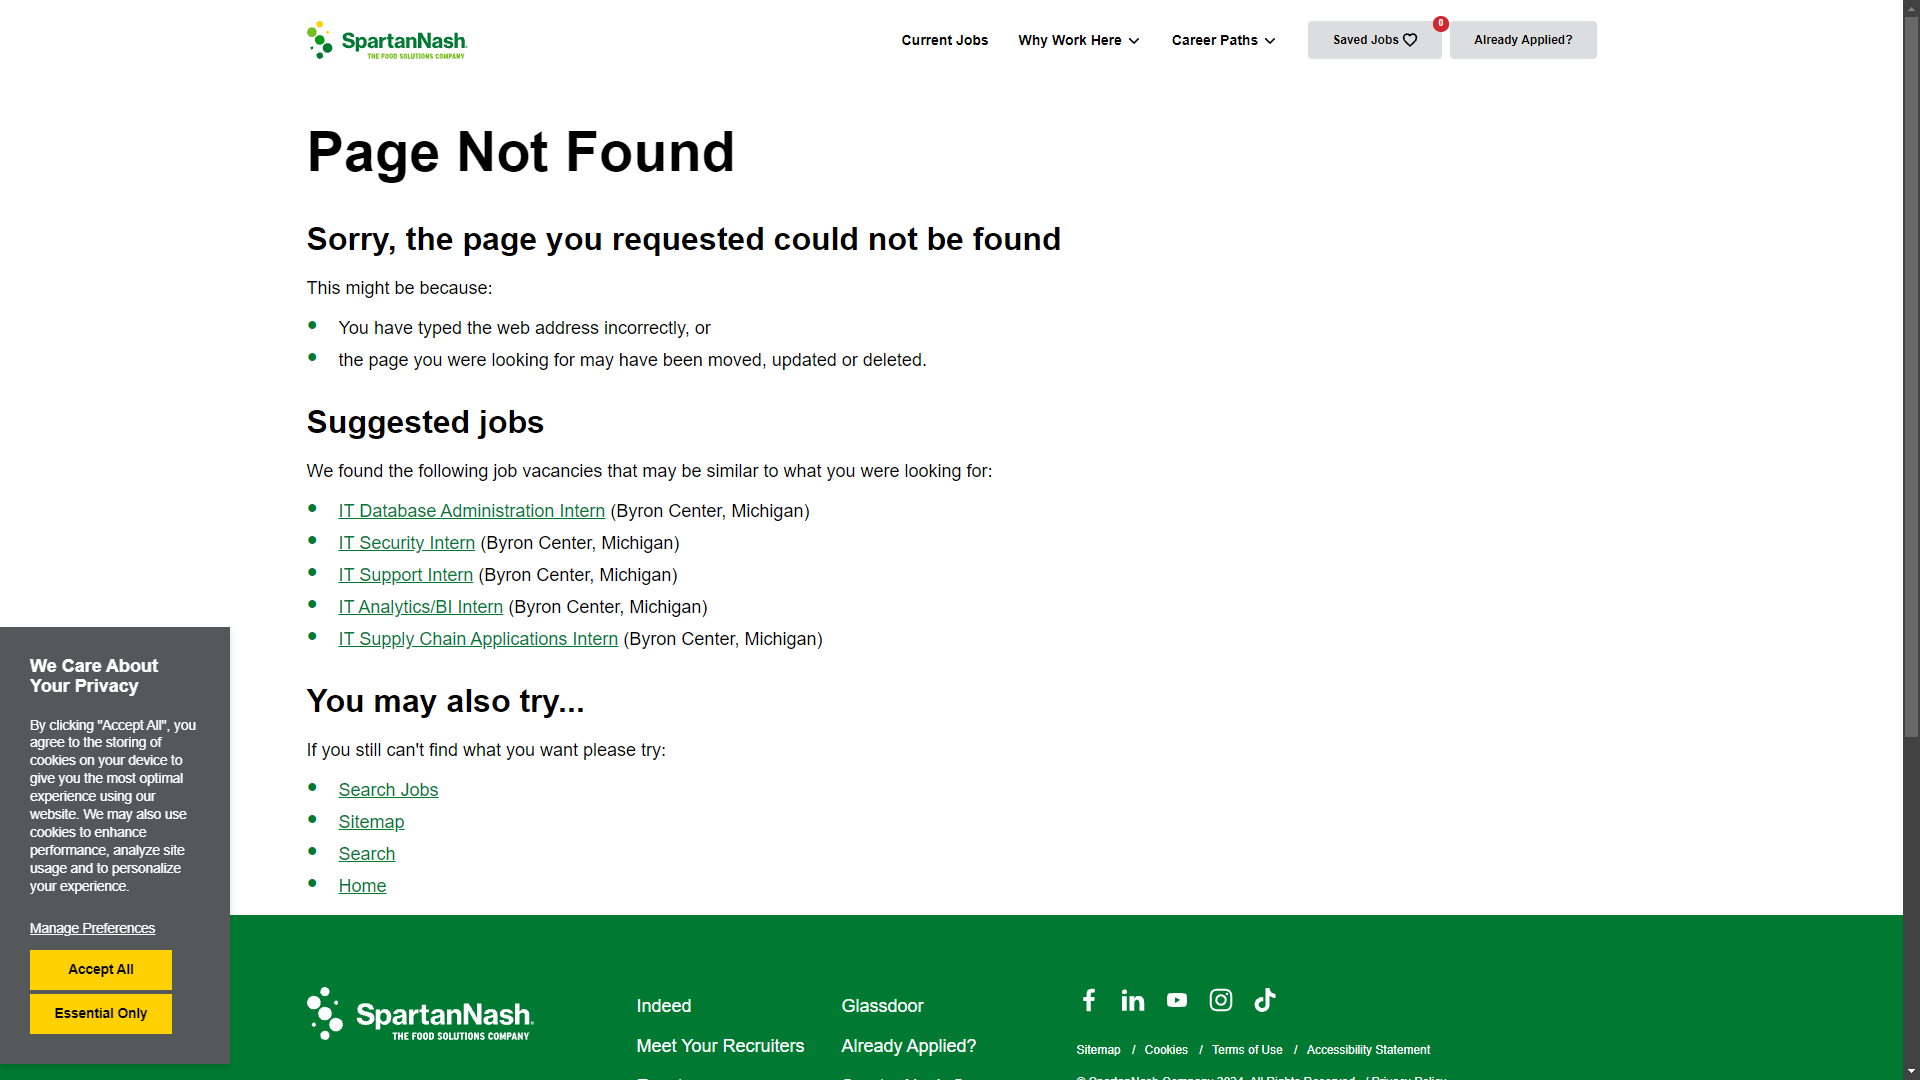 SpartanNash
THE FOOD SOLUTIONS COMPANY
Current Jobs
Why Work Here
Career Paths
Saved Jobs
0
Already Applied?
Page Not Found
Sorry, the page you requested could not be found
This might be because:
You have typed the web address incorrectly, or
the page you were looking for may have been moved, updated or deleted.
Suggested jobs
We found the following job vacancies that may be similar to what you were looking for:
IT Database Administration Intern (Byron Center, Michigan)
IT Security Intern (Byron Center, Michigan)
IT Support Intern (Byron Center, Michigan)
IT Analytics/BI Intern (Byron Center, Michigan)
IT Supply Chain Applications Intern (Byron Center, Michigan)
You may also try...
If you still can't find what you want please try:
Search Jobs
Sitemap
Search
Home
We Care About
Your Privacy
By clicking "Accept All", you
agree to the storing of
cookies on your device to
give you the most optimal
experience using our
website. We may also use
cookies to enhance
performance, analyze site
usage and to personalize
your experience.
Manage Preferences
Accept All
Essential Only
SpartanNash
THE FOOD SOLUTIONS COMPANY
Indeed
Meet Your Recruiters
Glassdoor
Already Applied?
Sitemap / Cookies / Terms of Use / Accessibility Statement
© SpartanNash Company 2024. All Rights Reserved. / Privacy Policy